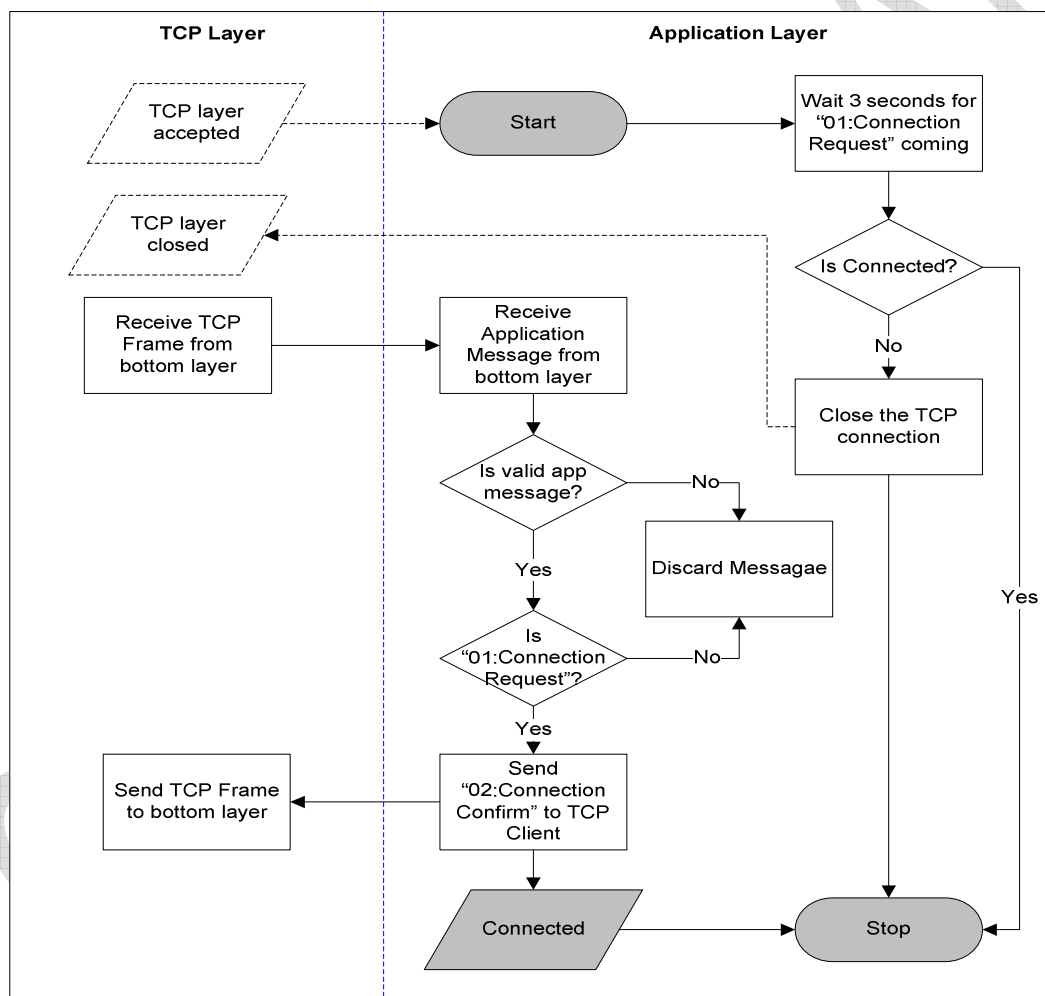 TCP Layer
Application Layer
TCP layer
accepted
Start
Wait 3 seconds for
“01:Connection
Request” coming
TCP layer
closed
Is Connected?
Receive TCP
Frame from
bottom layer
Receive
Application
Message from
bottom layer
No
Close the TCP
connection
Is valid app
message?
No
Discard Messagae
Yes
Yes
Is
“01:Connection
Request”?
No
Yes
Send TCP Frame
to bottom layer
Send
“02:Connection
Confirm” to TCP
Client
Connected
Stop